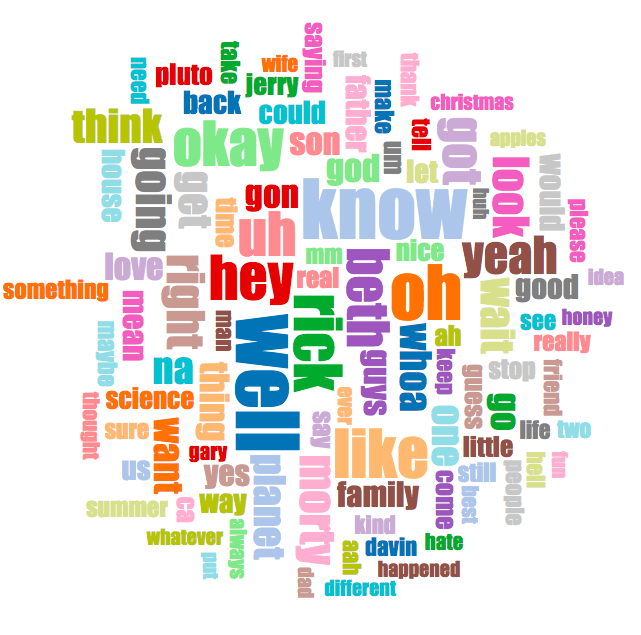 saying
first
wife
take
need
pluto
jerry
thank
father
make
christmas
back
could
tell
think
okay
son
um
got
apples
god
let
house
going
get
gon
know
huh
look
would
please
time
uh
mm
nice
yeah
love
right
hey
real
beth
oh
wait
good
idea
something
mean
man
well
rick
guys
whoa
ah
see
honey
really
maybe
na
thing
keep
guess
stop
friend
science
ever
go
thought
sure
want
say
like
one
life
two
gary
little
us
yes
planet
morty
family
come
still
best
people
hell
fun
summer
ca
way
whatever
always
kind
put
aah
davin
hate
dad
happened
different